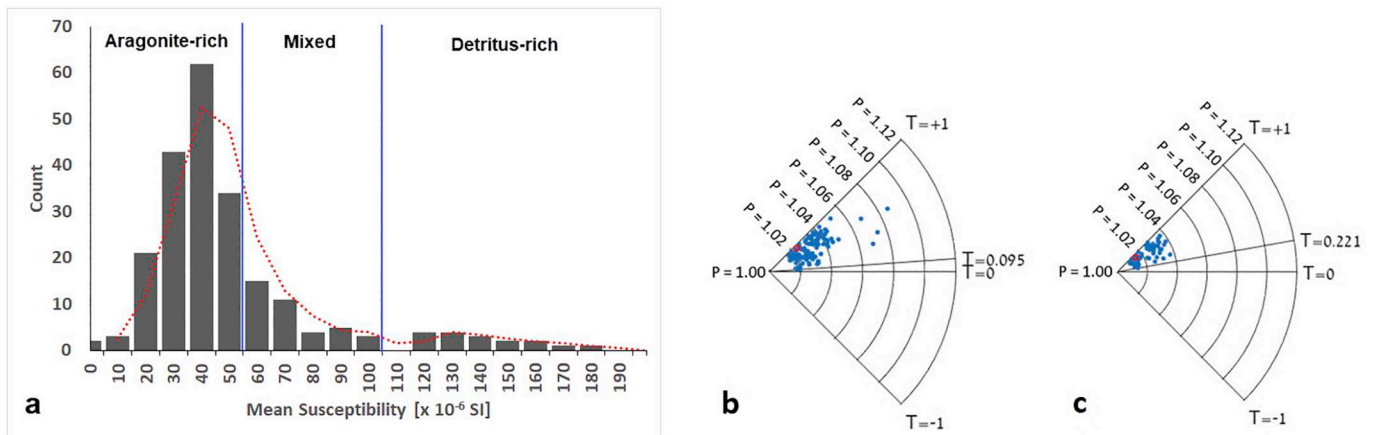 70
60
50
40
30
20
10
0
Count
Aragonite-rich
Mixed
Detritus-rich
0 10 20 30 40 50 60 70 80 90 100 110 120 130 140 150 160 170 180 190
Mean Susceptibility [x 10⁻⁶ SI]
a
P = 1.12
P = 1.10
P = 1.08
P = 1.06
P = 1.04
P = 1.02
P = 1.00
T=+1
T=0.095
T=0
T=-1
b
P = 1.12
P = 1.10
P = 1.08
P = 1.06
P = 1.04
P = 1.02
P = 1.00
T=+1
T=0.221
T=0
T=-1
c